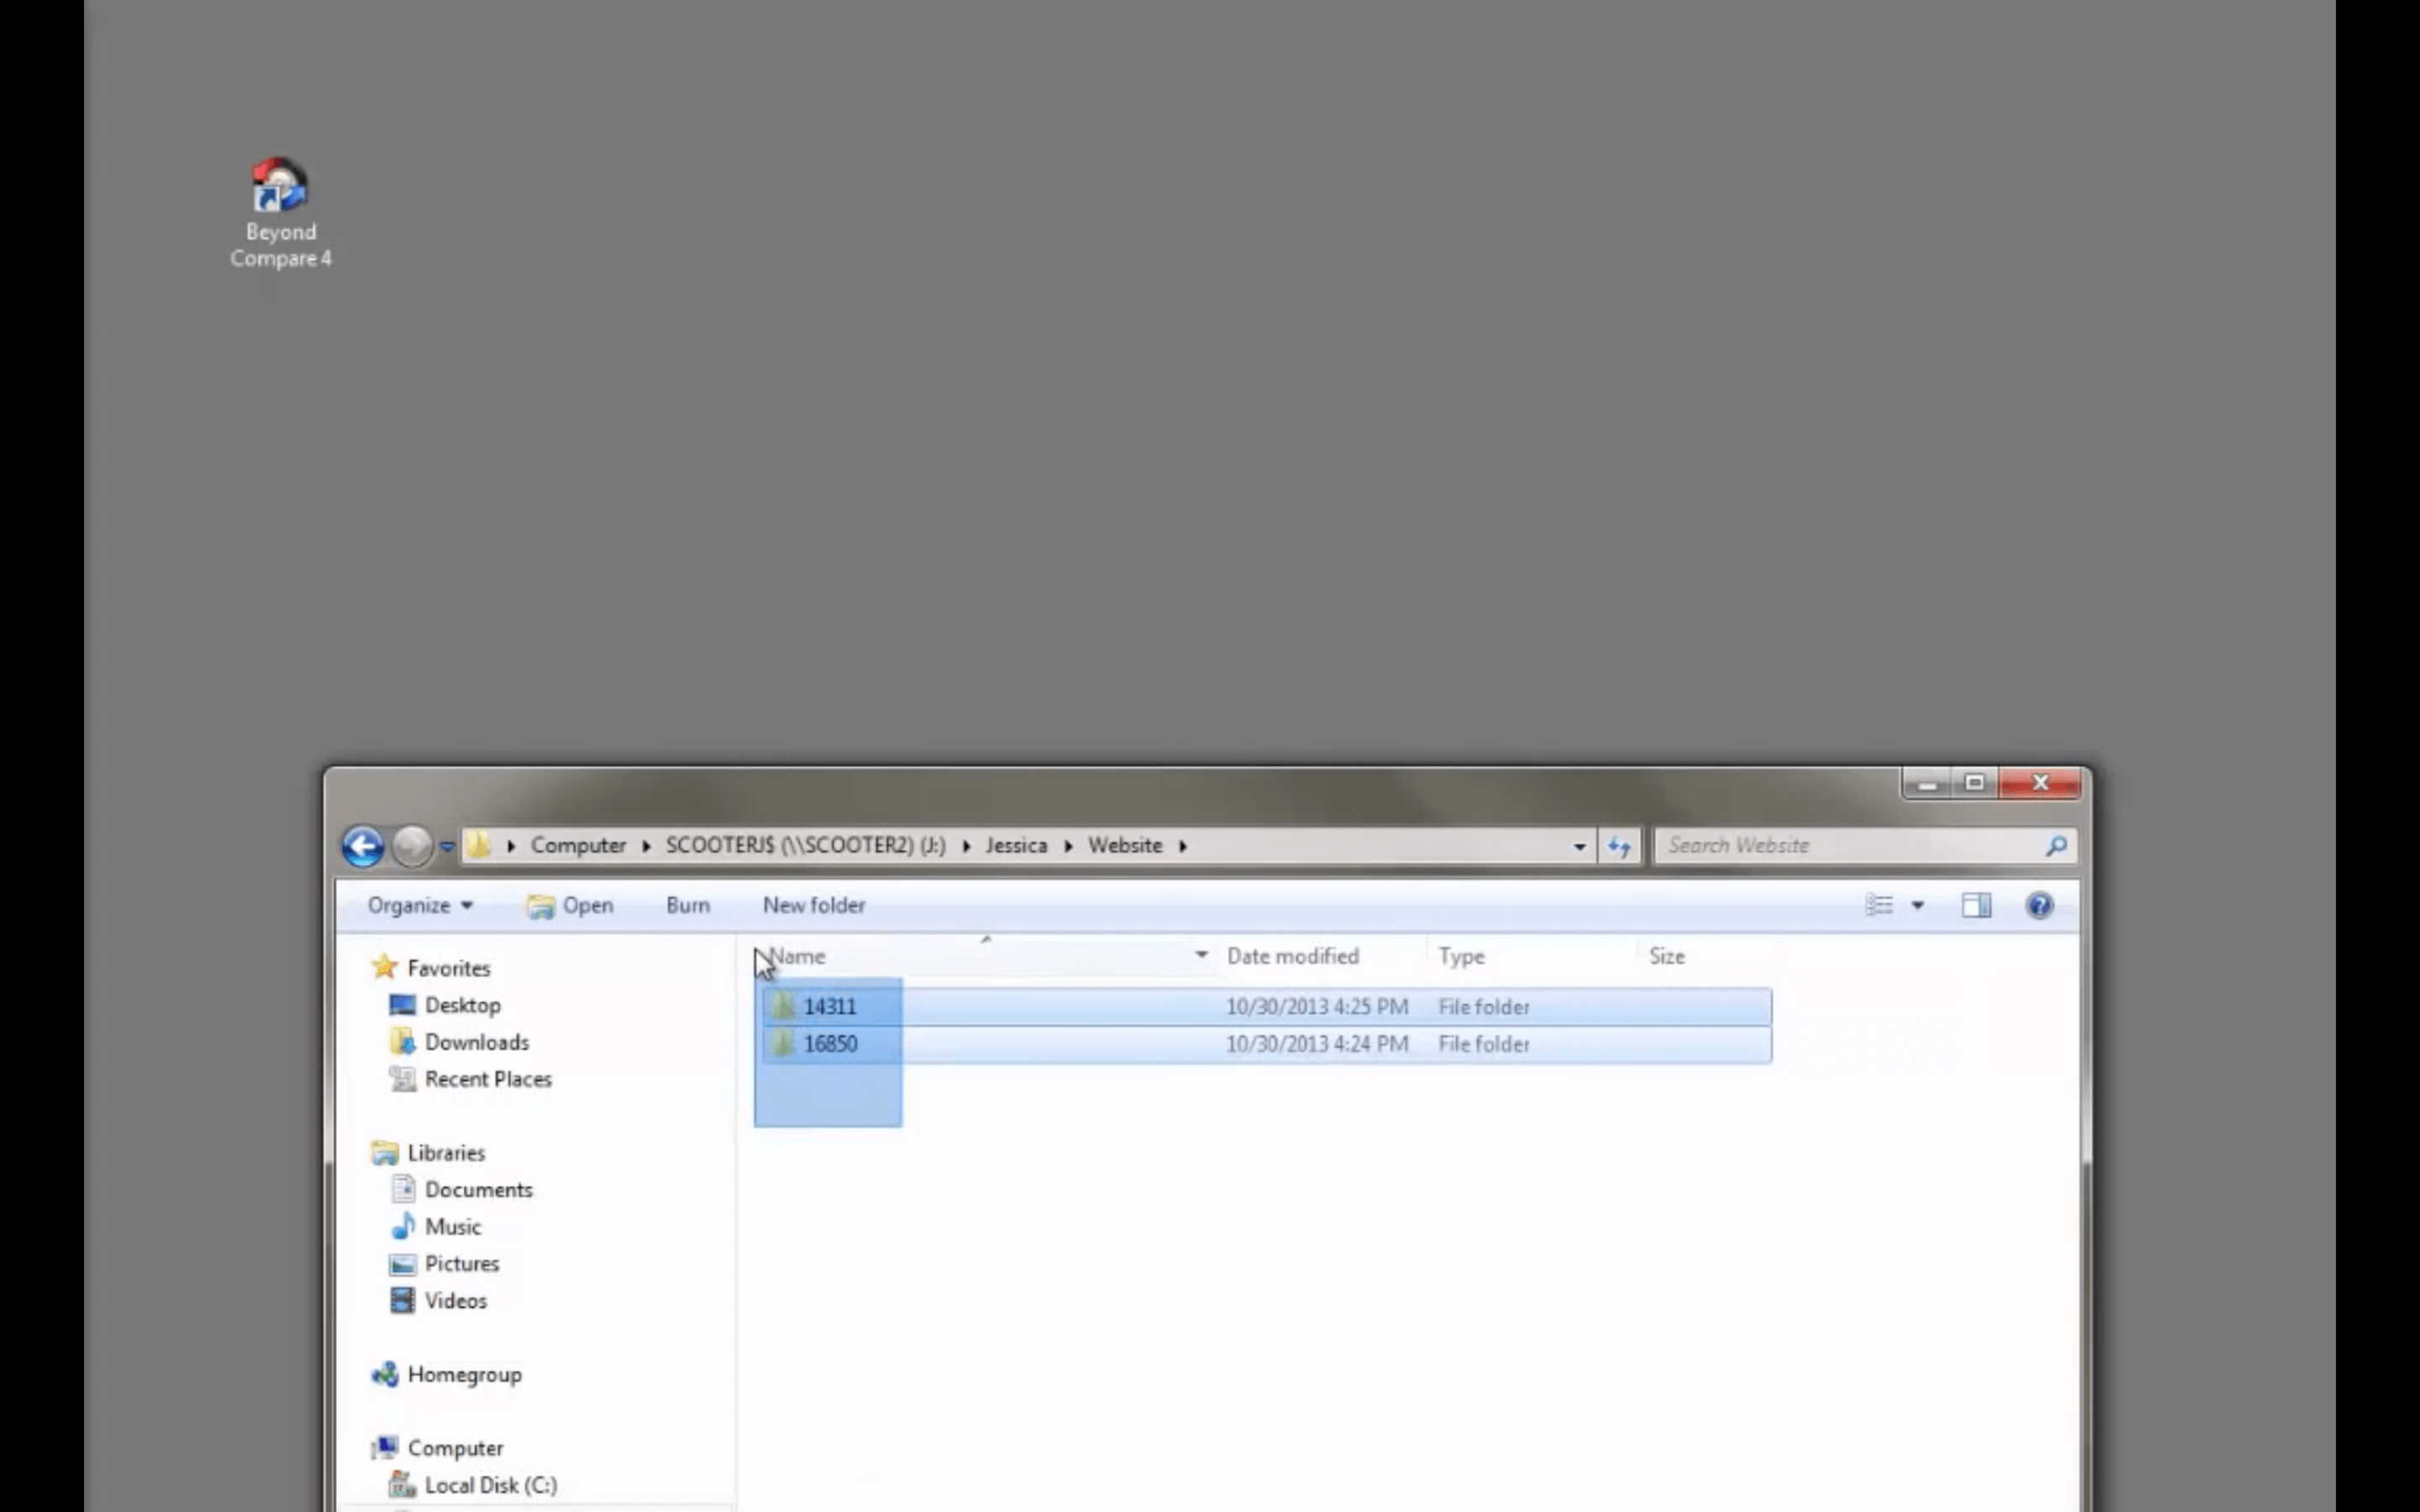 Beyond
Compare 4
Computer SCOOTERJ$ (\\SCOOTER2) (J:) Jessica Website
Search Website
Organize Open Burn New folder
Name Date modified Type Size
14311 10/30/2013 4:25 PM File folder
16850 10/30/2013 4:24 PM File folder
Favorites
Desktop
Downloads
Recent Places
Libraries
Documents
Music
Pictures
Videos
Homegroup
Computer
Local Disk (C:)